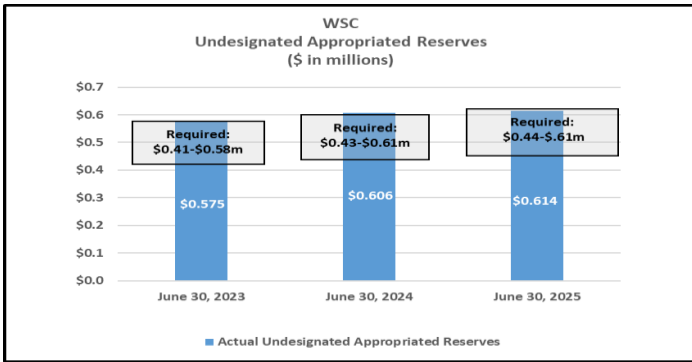 WSC
Undesignated Appropriated Reserves
($ in millions)
$0.7
$0.6
$0.5
$0.4
$0.3
$0.2
$0.1
$0.0
Required:
$0.41-$0.58m
Required:
$0.43-$0.61m
Required:
$0.44-$.61m
$0.575
$0.606
$0.614
June 30, 2023
June 30, 2024
June 30, 2025
Actual Undesignated Appropriated Reserves